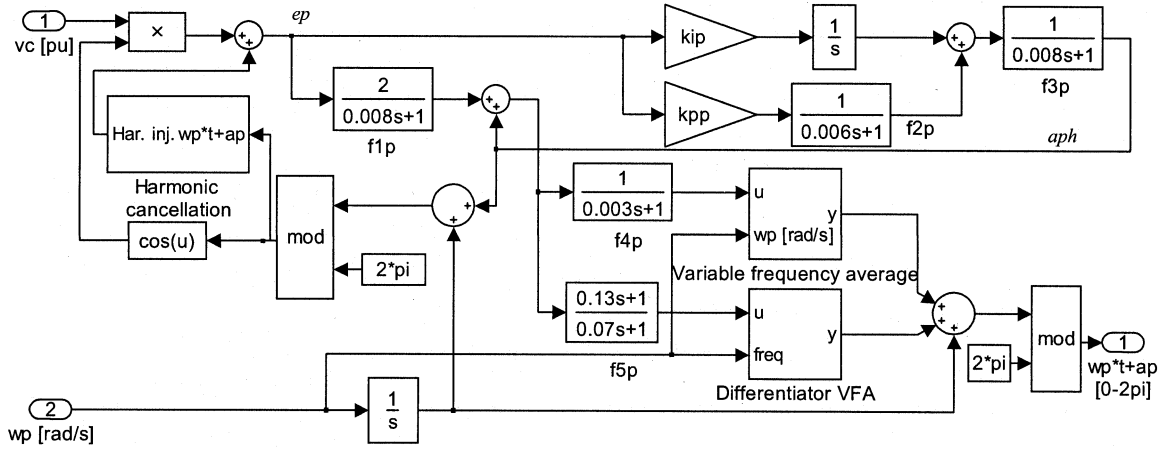 1
vc [pu]
×
+
+
ep
kip
1
s
+
+
1
0.008s+1
f3p
2
0.008s+1
f1p
+
+
kpp
1
0.006s+1
f2p
aph
Har. inj. wp*t+ap
Harmonic
cancellation
cos(u)
mod
2*pi
+
+
1
0.003s+1
f4p
u
wp [rad/s]
y
Variable frequency average
0.13s+1
0.07s+1
f5p
u
freq
y
Differentiator VFA
+
+
+
2*pi
mod
1
wp*t+ap
[0-2pi]
2
wp [rad/s]
1
s